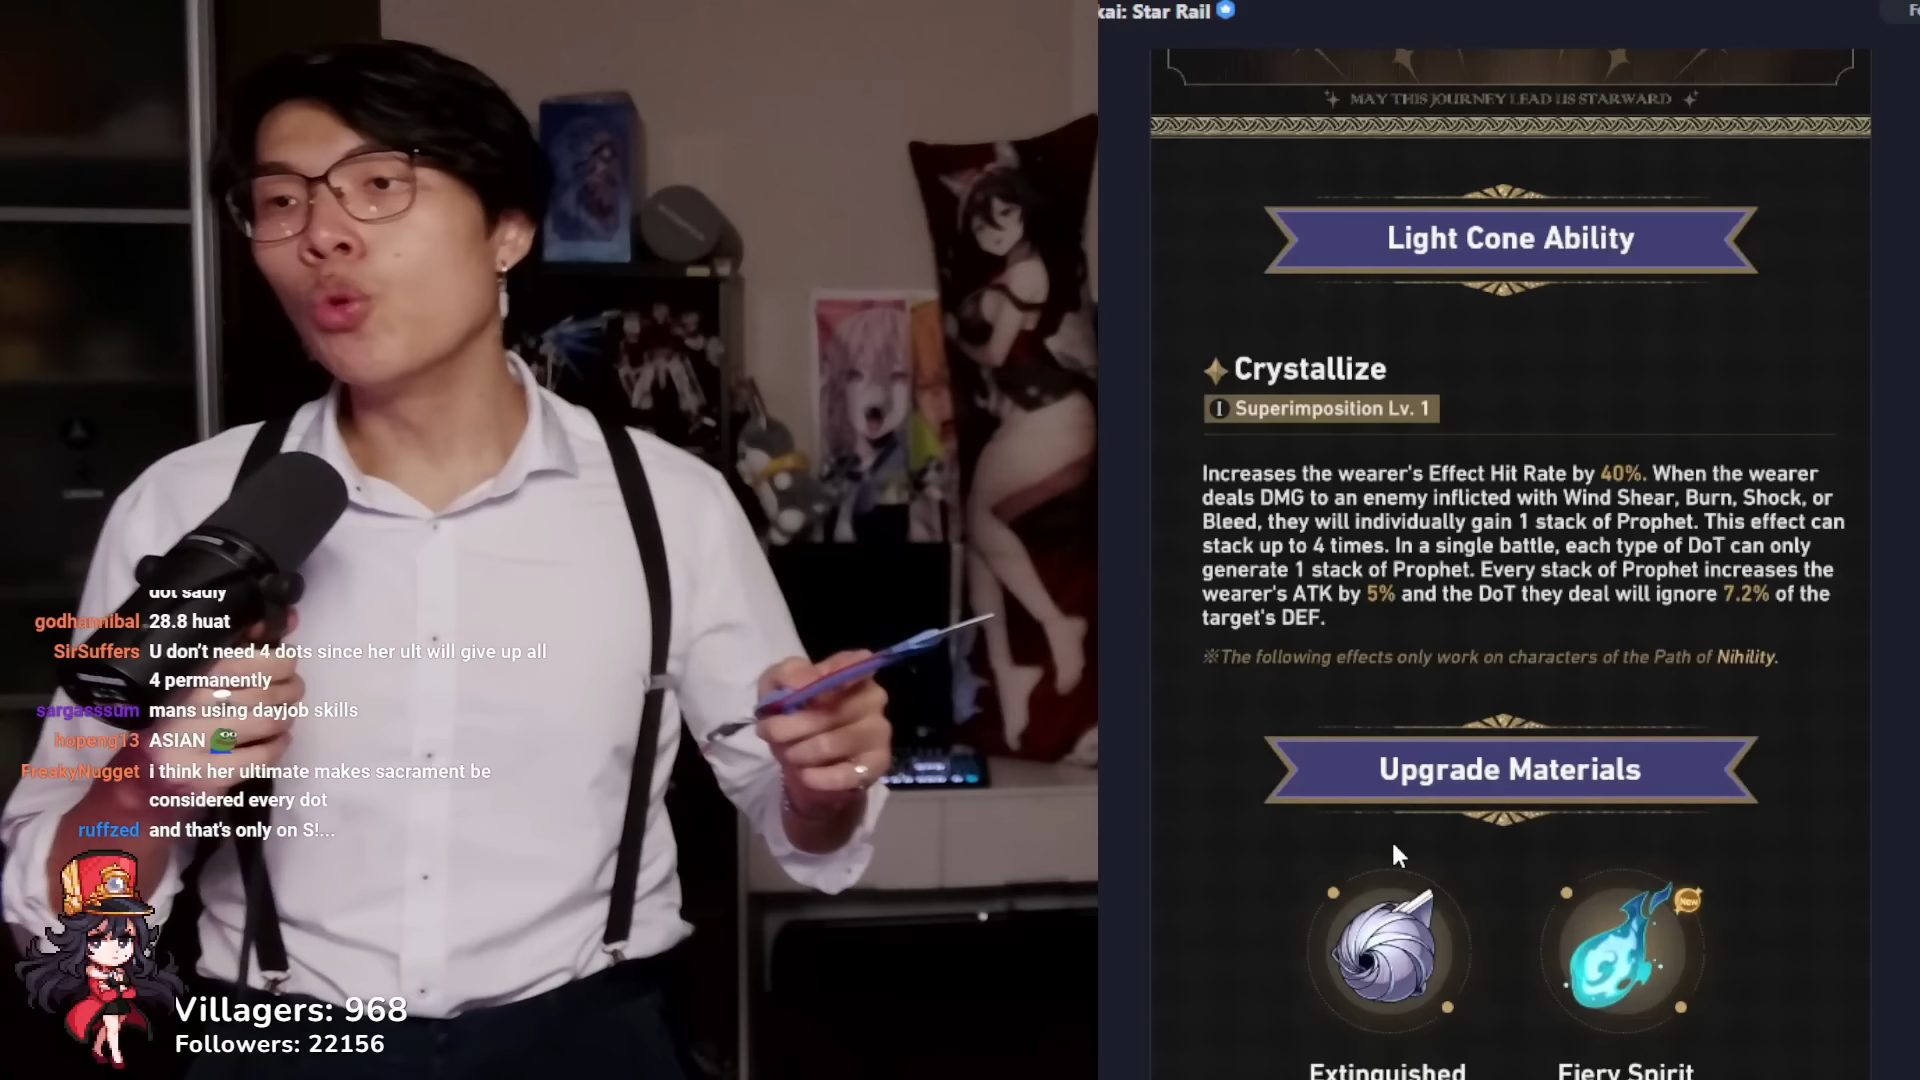 kai: Star Rail
MAY THIS JOURNEY LEAD US STARWARD
Light Cone Ability
Crystallize
I Superimposition Lv. 1
Increases the wearer's Effect Hit Rate by 40%. When the wearer
deals DMG to an enemy inflicted with Wind Shear, Burn, Shock, or
Bleed, they will individually gain 1 stack of Prophet. This effect can
stack up to 4 times. In a single battle, each type of DoT can only
generate 1 stack of Prophet. Every stack of Prophet increases the
wearer's ATK by 5% and the DoT they deal will ignore 7.2% of the
target's DEF.
※The following effects only work on characters of the Path of Nihility.
Upgrade Materials
New
Extinguished
Fiery Spirit
dot sadly
godhannibal 28.8 huat
SirSuffers U don't need 4 dots since her ult will give up all
4 permanently
sargasssum mans using dayjob skills
hopeng13 ASIAN
FreakyNugget i think her ultimate makes sacrament be
considered every dot
ruffzed and that's only on S!...
Villagers: 968
Followers: 22156